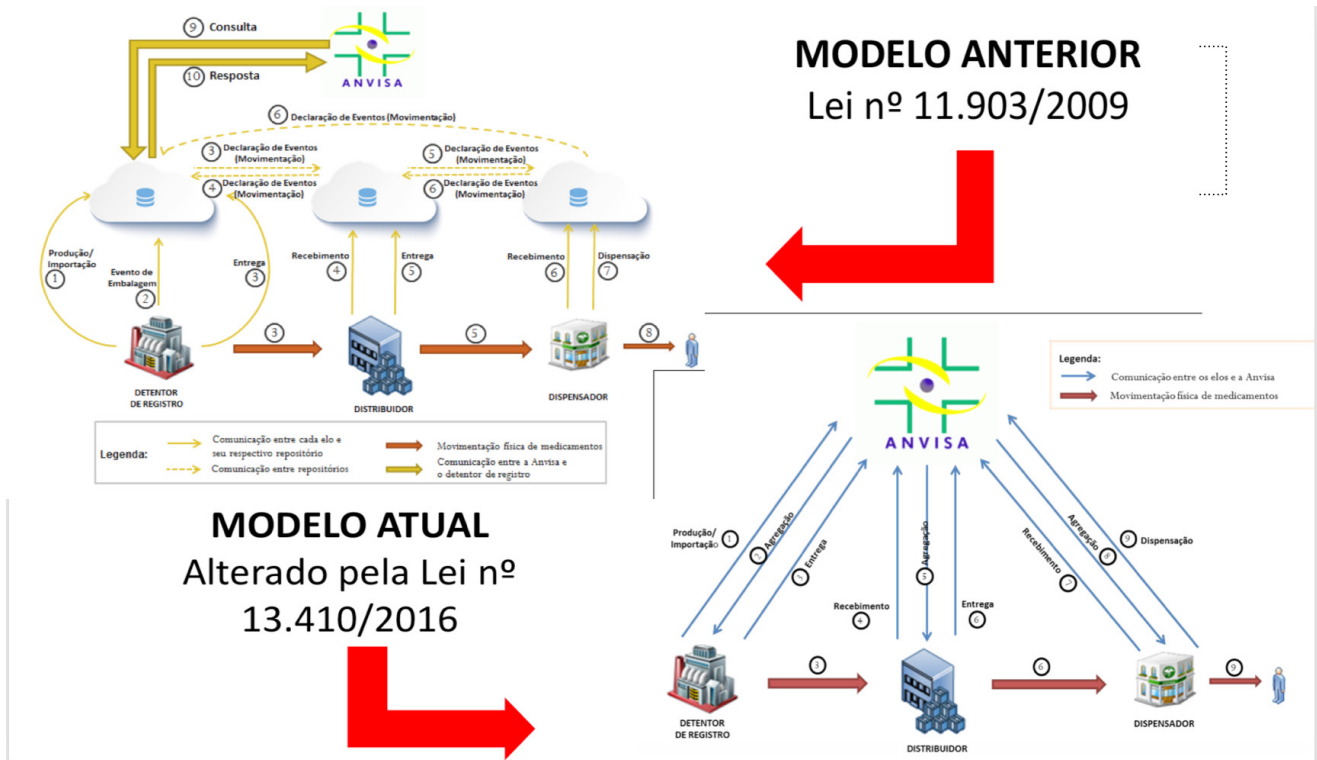 9 Consulta
10 Resposta
ANVISA
MODELO ANTERIOR
Lei nº 11.903/2009
6 Declaração de Eventos (Movimentação)
3 Declaração de Eventos
(Movimentação)
4 Declaração de Eventos
(Movimentação)
5 Declaração de Eventos
(Movimentação)
6 Declaração de Eventos
(Movimentação)
Produção/
Importação
1
Evento de
Embalagem
2
Entrega
3
Recebimento
4
Entrega
5
Recebimento
6
Dispensação
7
3
5
8
DETENTOR
DE REGISTRO
DISTRIBUIDOR
DISPENSADOR
Legenda:
Comunicação entre cada elo e
seu respectivo repositório
Comunicação entre repositórios
Movimentação física de medicamentos
Comunicação entre a Anvisa e
o detentor de registro
MODELO ATUAL
Alterado pela Lei nº
13.410/2016
ANVISA
Legenda:
Comunicação entre os elos e a Anvisa
Movimentação física de medicamentos
Produção/
Importação
1
2 Agregação
3 Entrega
Recebimento
4
Agregação
5
Entrega
6
Recebimento 7
Agregação 8
9 Dispensação
3
6
9
DETENTOR
DE REGISTRO
DISTRIBUIDOR
DISPENSADOR